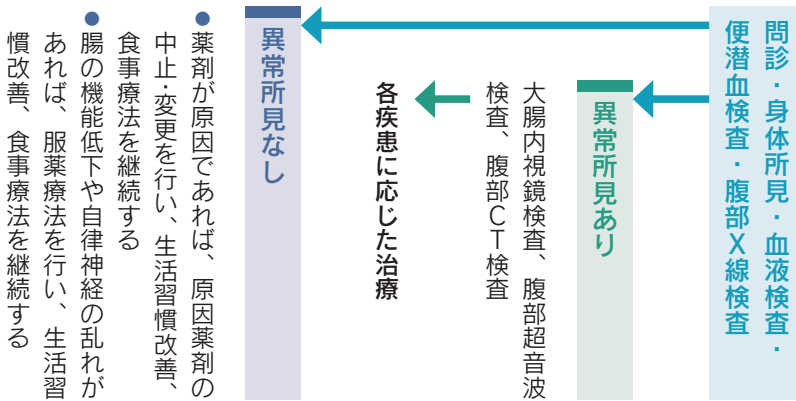 問診・身体所見・血液検査・
便潜血検査・腹部X線検査
異常所見あり
大腸内視鏡検査、腹部超音波
検査、腹部CT検査
各疾患に応じた治療
異常所見なし
● 薬剤が原因であれば、原因薬剤の
中止・変更を行い、生活習慣改善、
食事療法を継続する
● 腸の機能低下や自律神経の乱れが
あれば、服薬療法を行い、生活習
慣改善、食事療法を継続する